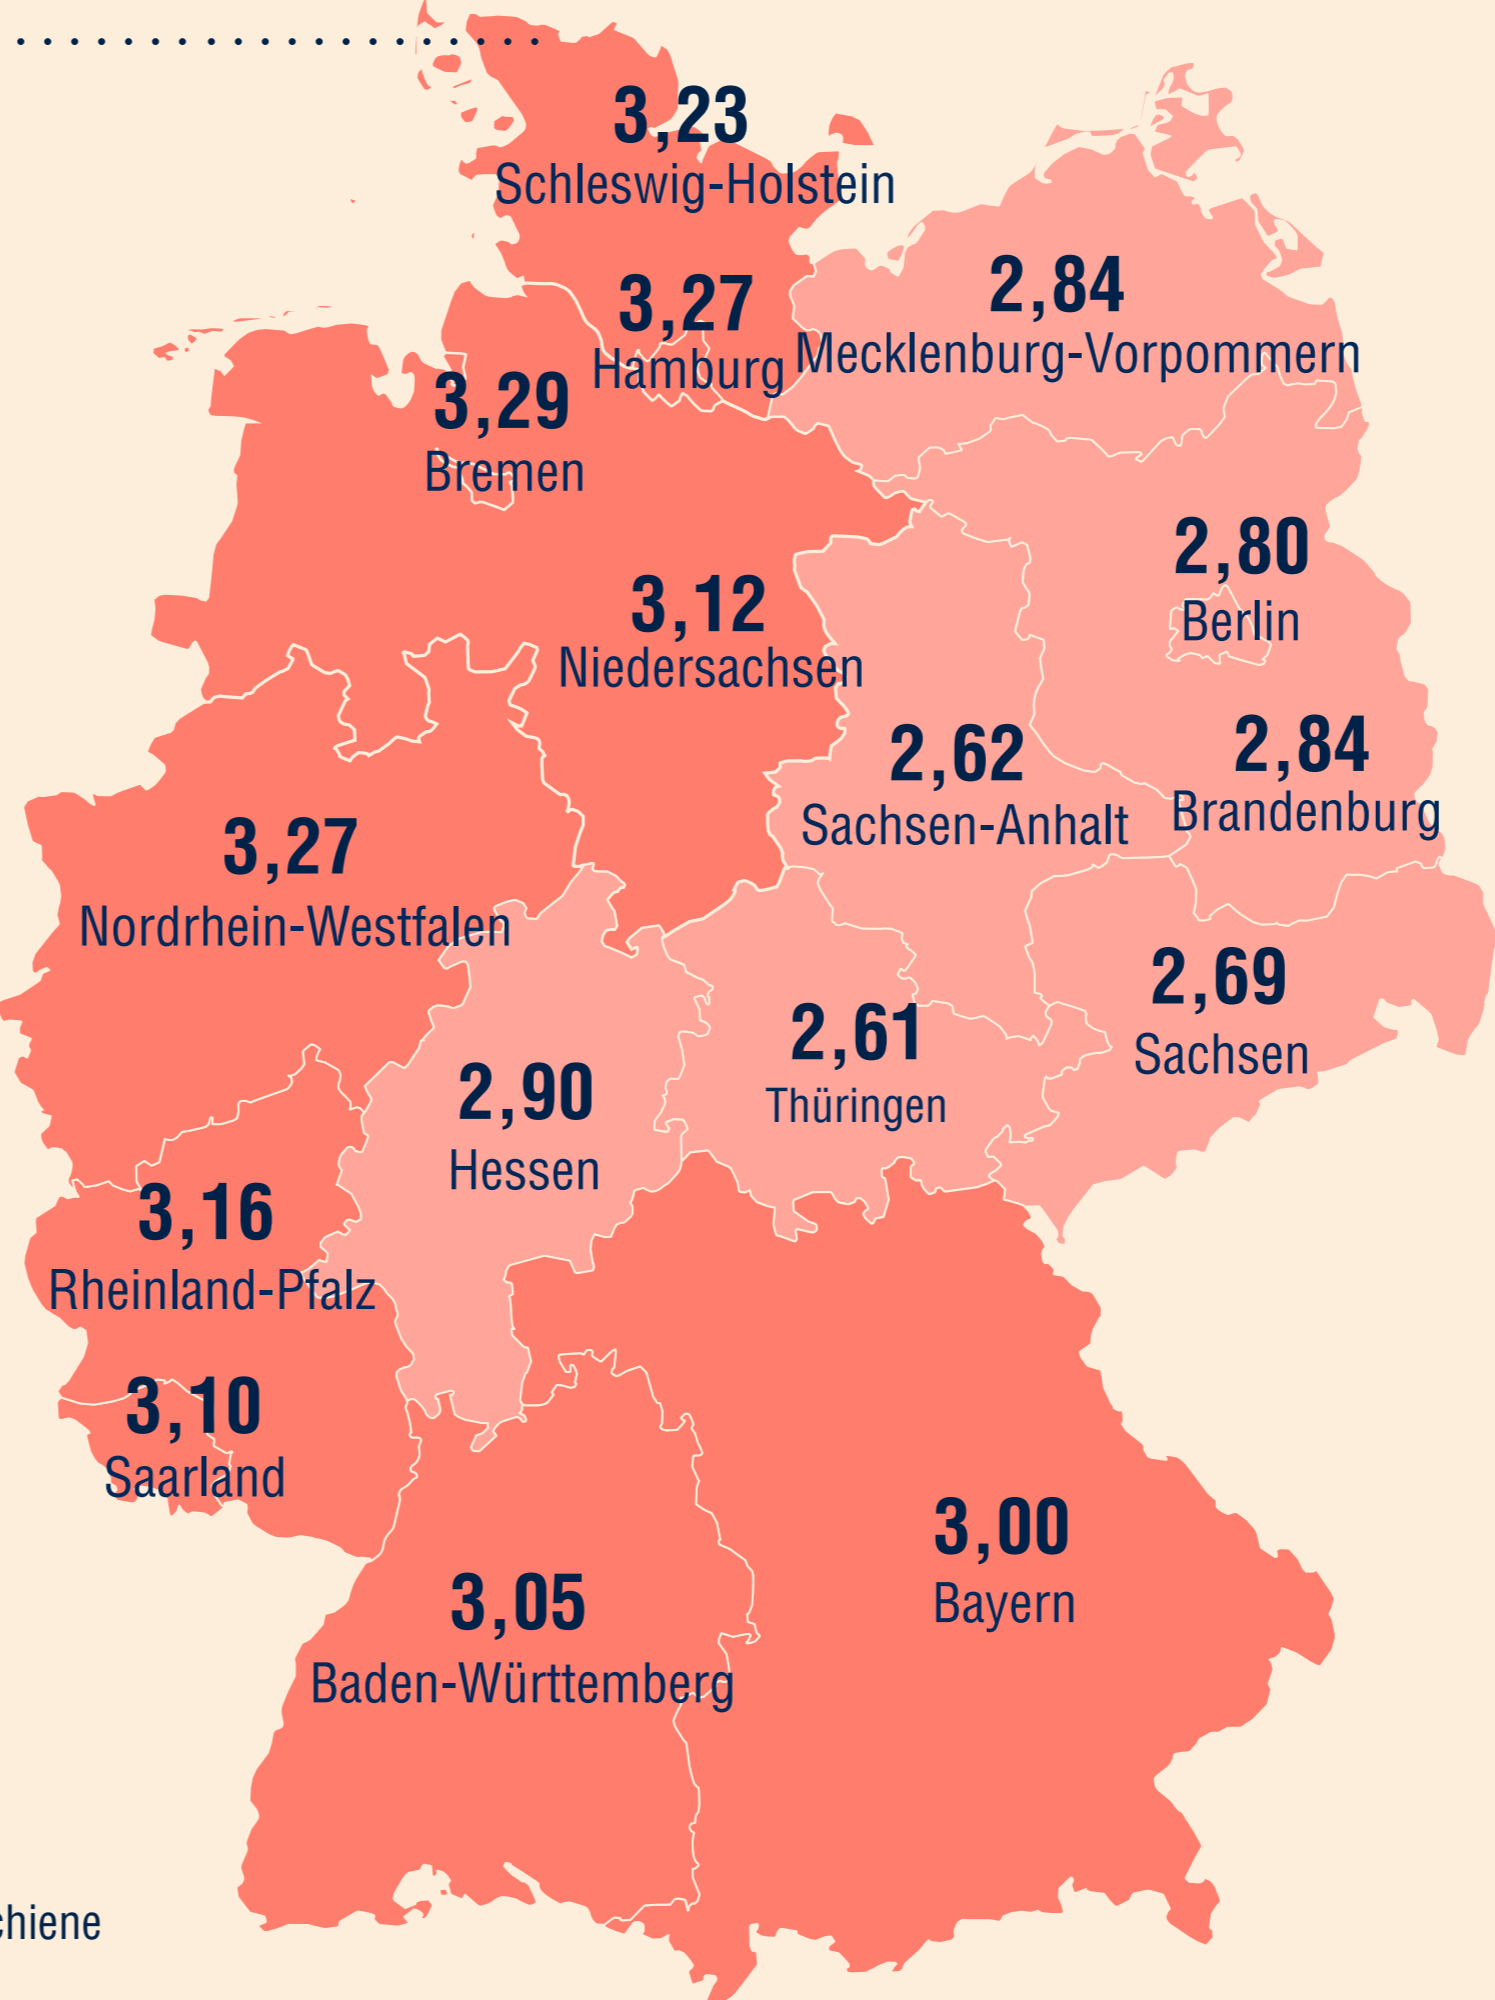 3,23
Schleswig-Holstein
3,27
Hamburg
2,84
Mecklenburg-Vorpommern
3,29
Bremen
2,80
Berlin
3,12
Niedersachsen
2,62
Sachsen-Anhalt
2,84
Brandenburg
3,27
Nordrhein-Westfalen
2,69
Sachsen
2,61
Thüringen
2,90
Hessen
3,16
Rheinland-Pfalz
3,10
Saarland
3,00
Bayern
3,05
Baden-Württemberg